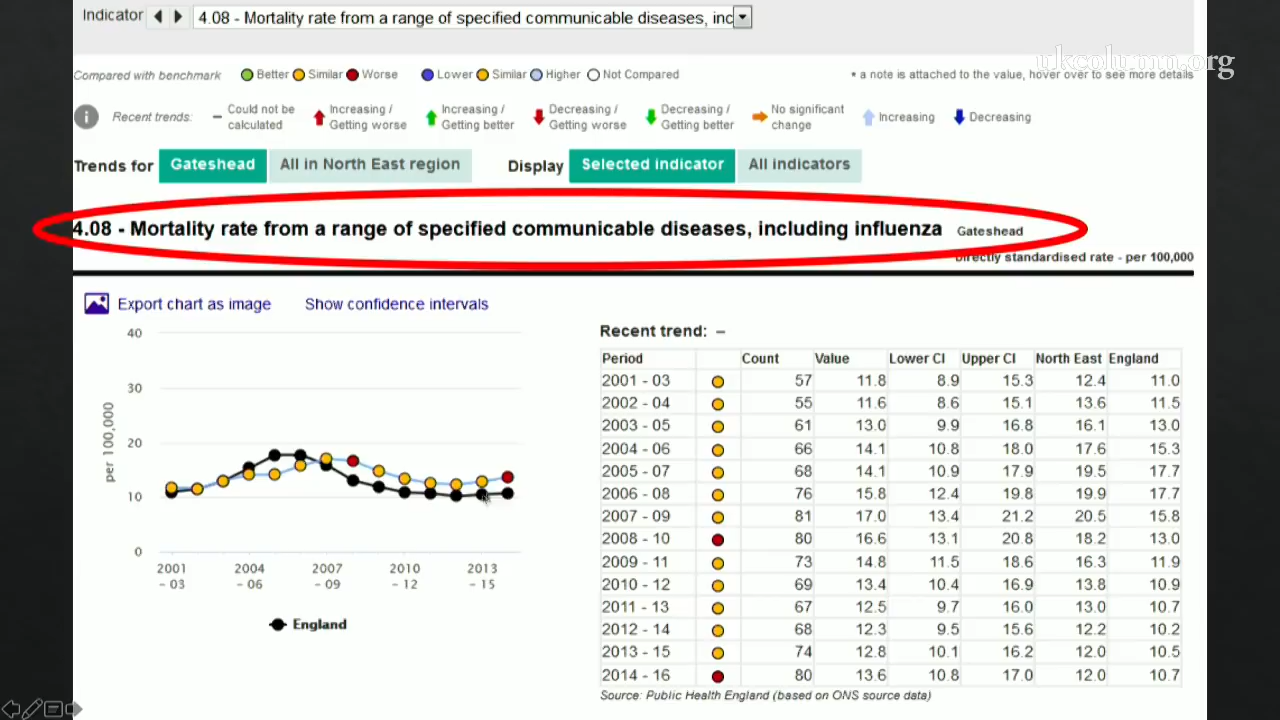 Indicator 4.08 - Mortality rate from a range of specified communicable diseases, inc
ukcolumn.org
Compared with benchmark Better Similar Worse Lower Similar Higher Not Compared * a note is attached to the value, hover over to see more details
Recent trends: Could not be calculated Increasing / Getting worse Increasing / Getting better Decreasing / Getting worse Decreasing / Getting better No significant change Increasing Decreasing
Trends for Gateshead All in North East region Display Selected indicator All indicators
4.08 - Mortality rate from a range of specified communicable diseases, including influenza Gateshead
Directly standardised rate - per 100,000
Export chart as image Show confidence intervals
40
30
20
10
0
per 100,000
2001 - 03 2004 - 06 2007 - 09 2010 - 12 2013 - 15
England
Recent trend: –
Period Count Value Lower CI Upper CI North East England
2001 - 03 57 11.8 8.9 15.3 12.4 11.0
2002 - 04 55 11.6 8.6 15.1 13.6 11.5
2003 - 05 61 13.0 9.9 16.8 16.1 13.0
2004 - 06 66 14.1 10.8 18.0 17.6 15.3
2005 - 07 68 14.1 10.9 17.9 19.5 17.7
2006 - 08 76 15.8 12.4 19.8 19.9 17.7
2007 - 09 81 17.0 13.4 21.2 20.5 15.8
2008 - 10 80 16.6 13.1 20.8 18.2 13.0
2009 - 11 73 14.8 11.5 18.6 16.3 11.9
2010 - 12 69 13.4 10.4 16.9 13.8 10.9
2011 - 13 67 12.5 9.7 16.0 13.0 10.7
2012 - 14 68 12.3 9.5 15.6 12.2 10.2
2013 - 15 74 12.8 10.1 16.2 12.0 10.5
2014 - 16 80 13.6 10.8 17.0 12.0 10.7
Source: Public Health England (based on ONS source data)